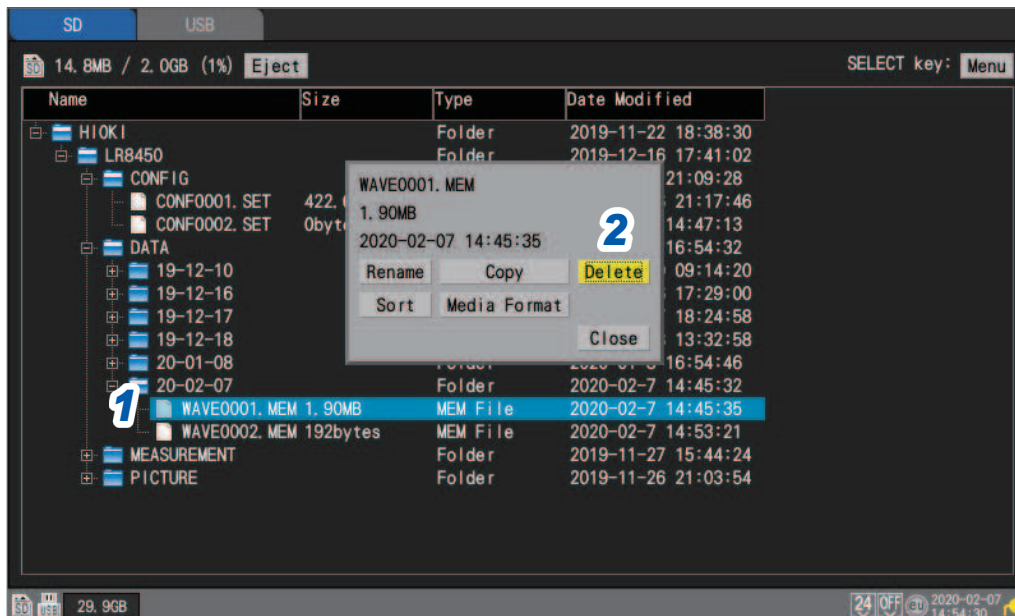 SD USB
SD 14.8MB / 2.0GB (1%) Eject SELECT key: Menu
Name Size Type Date Modified
HIOKI Folder 2019-11-22 18:38:30
LR8450 Folder 2019-12-16 17:41:02
CONFIG 21:09:28
CONF0001.SET 422. 21:17:46
CONF0002.SET 0byt 14:47:13
DATA 16:54:32
19-12-10 09:14:20
19-12-16 17:29:00
19-12-17 18:24:58
19-12-18 13:32:58
20-01-08 16:54:46
20-02-07 Folder 2020-02-7 14:45:32
1
WAVE0001.MEM 1.90MB MEM File 2020-02-7 14:45:35
WAVE0002.MEM 192bytes MEM File 2020-02-7 14:53:21
MEASUREMENT Folder 2019-11-27 15:44:24
PICTURE Folder 2019-11-26 21:03:54
WAVE0001.MEM
1.90MB
2020-02-07 14:45:35
2
Rename Copy Delete
Sort Media Format
Close
SD USB 29.9GB 24 OFF 2020-02-07
14:54:30